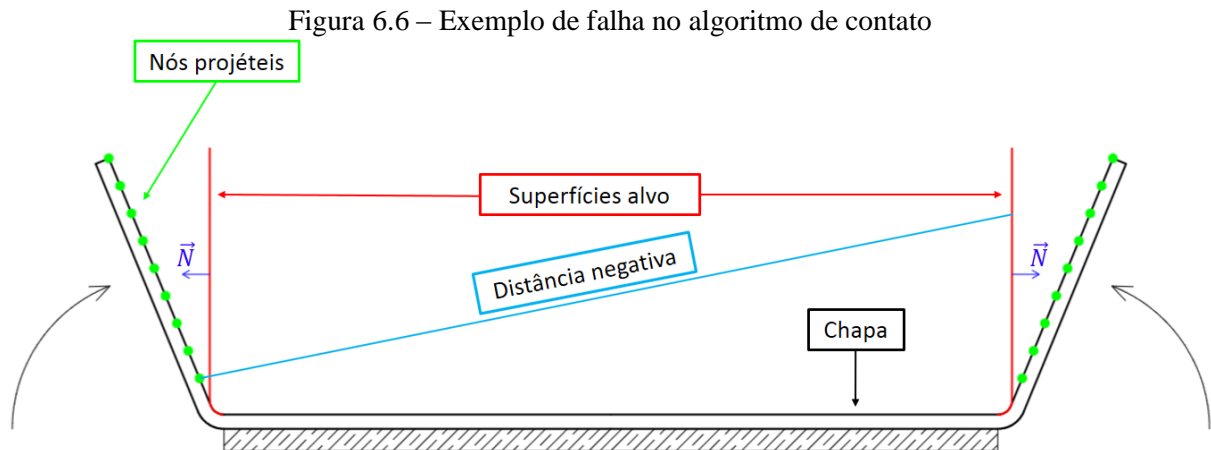 Figura 6.6 – Exemplo de falha no algoritmo de contato
Nós projéteis
Superfícies alvo
N
N
Distância negativa
Chapa